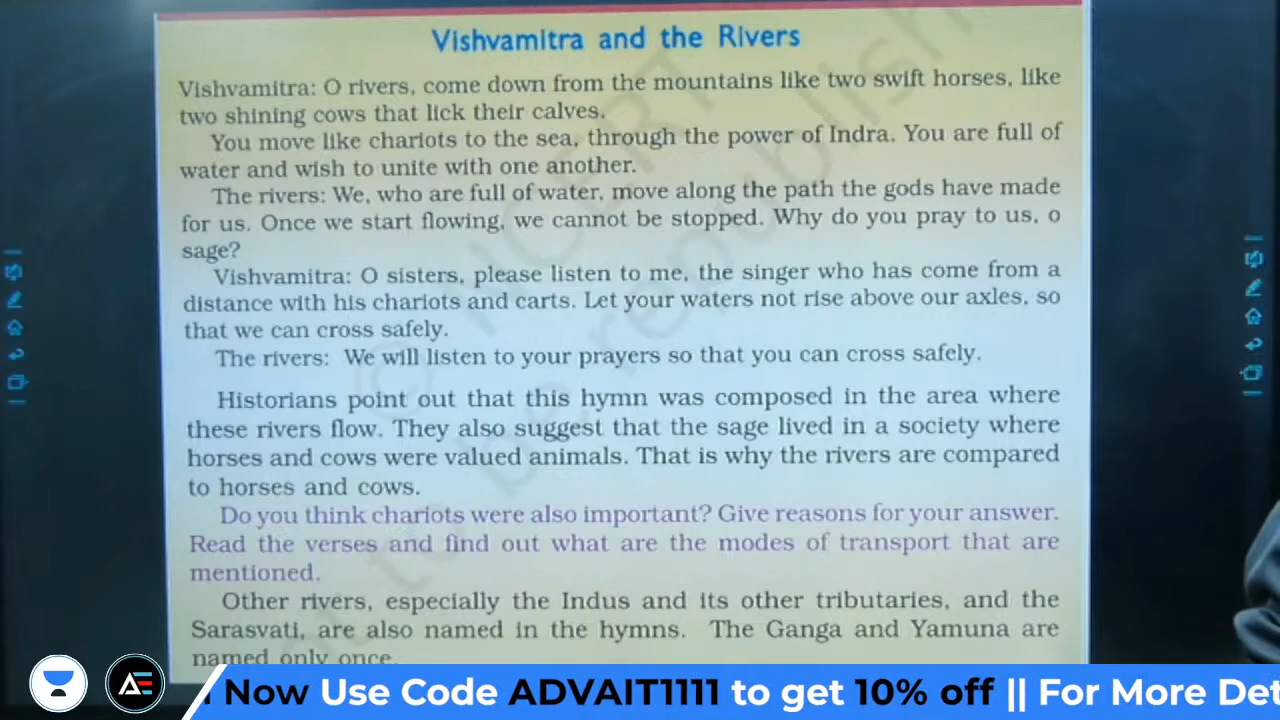 Vishvamitra and the Rivers
Vishvamitra: O rivers, come down from the mountains like two swift horses, like
two shining cows that lick their calves.
You move like chariots to the sea, through the power of Indra. You are full of
water and wish to unite with one another.
The rivers: We, who are full of water, move along the path the gods have made
for us. Once we start flowing, we cannot be stopped. Why do you pray to us, o
sage?
Vishvamitra: O sisters, please listen to me, the singer who has come from a
distance with his chariots and carts. Let your waters not rise above our axles, so
that we can cross safely.
The rivers: We will listen to your prayers so that you can cross safely.
Historians point out that this hymn was composed in the area where
these rivers flow. They also suggest that the sage lived in a society where
horses and cows were valued animals. That is why the rivers are compared
to horses and cows.
Do you think chariots were also important? Give reasons for your answer.
Read the verses and find out what are the modes of transport that are
mentioned.
Other rivers, especially the Indus and its other tributaries, and the
Sarasvati, are also named in the hymns. The Ganga and Yamuna are
named only once.
Now Use Code ADVAIT1111 to get 10% off || For More Det